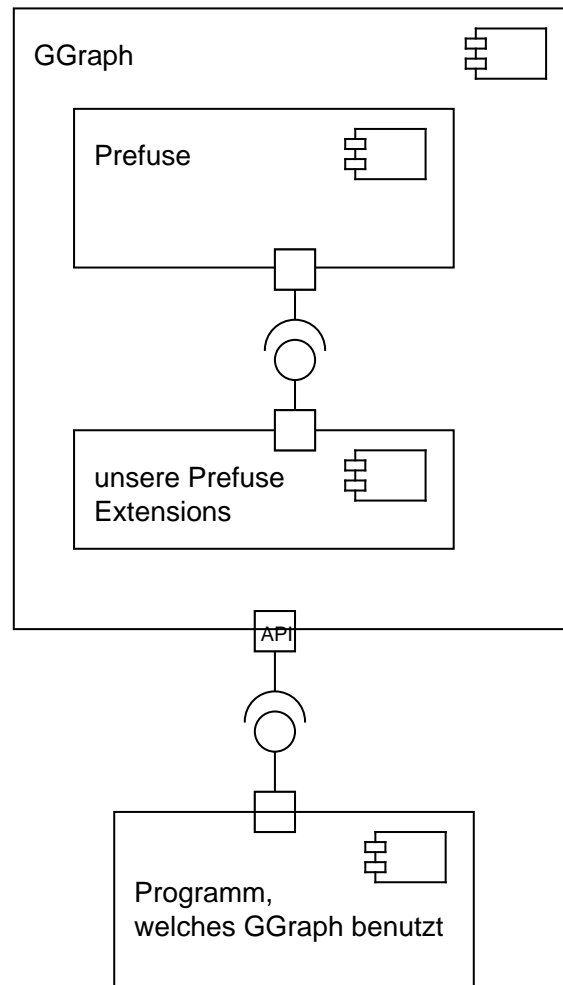 GGraph
Prefuse
unsere Prefuse
Extensions
API
Programm,
welches GGraph benutzt